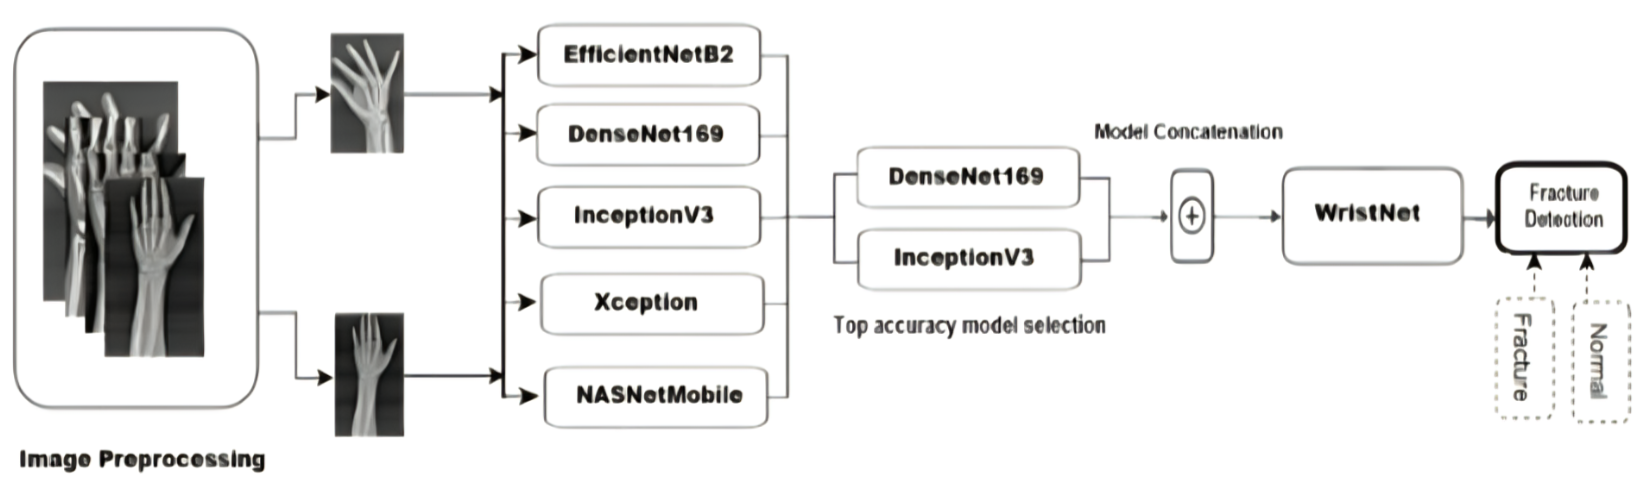 Image Preprocessing
EfficientNetB2
DenseNet169
InceptionV3
Xception
NASNetMobile
DenseNet169
InceptionV3
Top accuracy model selection
Model Concatenation
+
WristNet
Fracture
Detection
Fracture
Normal